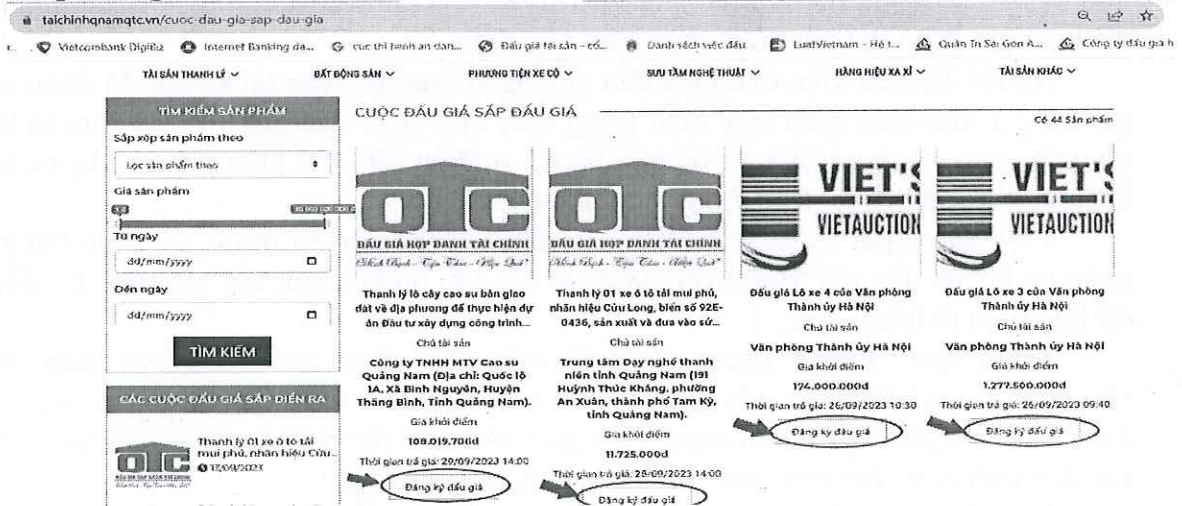 taichinhqnamqtc.vn/cuoc-dau-gia-sap-dau-gia
Vietcombank Digibiz
Internet Banking da...
cuc thi hanh an dan...
Đấu giá tài sản - cổ...
Danh sách việc đấu...
LuatVietnam - Hệ t...
Quản Trị Sài Gòn A...
Công ty đấu giá h
TÀI SẢN THANH LÝ
BẤT ĐỘNG SẢN
PHƯƠNG TIỆN XE CỘ
SƯU TẦM NGHỆ THUẬT
HÀNG HIỆU XA XỈ
TÀI SẢN KHÁC
TÌM KIẾM SẢN PHẨM
Sắp xếp sản phẩm theo
Lọc sản phẩm theo
Giá sản phẩm
Từ ngày
dd/mm/yyyy
Đến ngày
dd/mm/yyyy
TÌM KIẾM
CÁC CUỘC ĐẤU GIÁ SẮP DIỄN RA
QTC
Thanh lý 01 xe ô tô tải
mui phủ, nhãn hiệu Cửu...
13/09/2023
CUỘC ĐẤU GIÁ SẮP ĐẤU GIÁ
Có 44 Sản phẩm
QTC
ĐẤU GIÁ HỢP DANH TÀI CHÍNH
Thanh lý lô cây cao su bàn giao
đất về địa phương để thực hiện dự
án Đầu tư xây dựng công trình...
Chủ tài sản
Công ty TNHH MTV Cao su
Quảng Nam (Địa chỉ: Quốc lộ
1A, Xã Bình Nguyên, Huyện
Thăng Bình, Tỉnh Quảng Nam).
Giá khởi điểm
109.019.706đ
Thời gian trả giá: 29/09/2023 14:00
Đăng ký đấu giá
QTC
ĐẤU GIÁ HỢP DANH TÀI CHÍNH
Thanh lý 01 xe ô tô tải mui phủ,
nhãn hiệu Cửu Long, biển số 92E-
0436, sản xuất và đưa vào sử...
Chủ tài sản
Trung tâm Dạy nghề thanh
niên tỉnh Quảng Nam (191
Huỳnh Thúc Kháng, phường
An Xuân, thành phố Tam Kỳ,
tỉnh Quảng Nam).
Giá khởi điểm
11.725.000đ
Thời gian trả giá: 28/09/2023 14:00
Đăng ký đấu giá
VIET'S
VIETAUCTION
Đấu giá Lô xe 4 của Văn phòng
Thành ủy Hà Nội
Chủ tài sản
Văn phòng Thành ủy Hà Nội
Giá khởi điểm
174.000.000đ
Thời gian trả giá: 26/09/2023 10:30
Đăng ký đấu giá
VIET'S
VIETAUCTION
Đấu giá Lô xe 3 của Văn phòng
Thành ủy Hà Nội
Chủ tài sản
Văn phòng Thành ủy Hà Nội
Giá khởi điểm
1.277.500.000đ
Thời gian trả giá: 26/09/2023 09:40
Đăng ký đấu giá